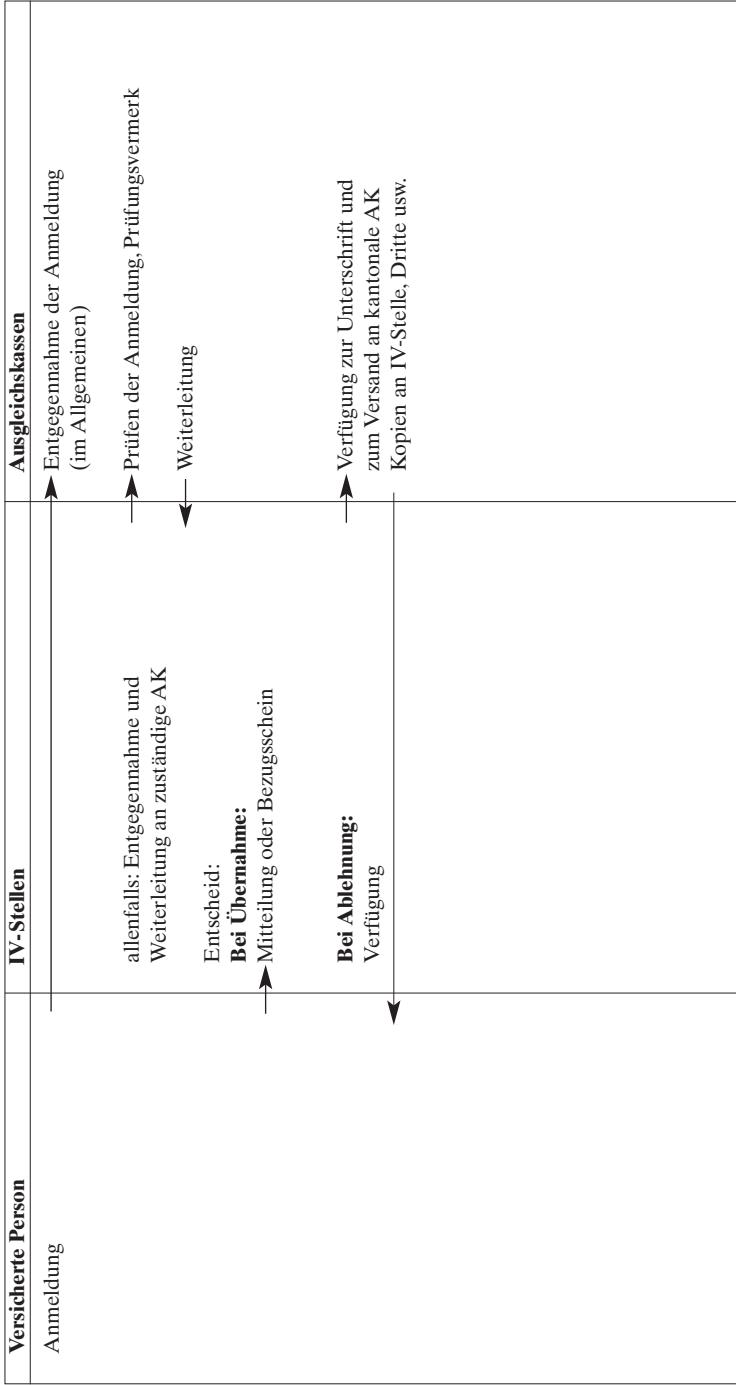 Versicherte Person
IV-Stellen
Ausgleichskassen
Anmeldung
Entgegennahme der Anmeldung
(im Allgemeinen)
allenfalls: Entgegennahme und
Weiterleitung an zuständige AK
Prüfen der Anmeldung, Prüfungsvermerk
Weiterleitung
Entscheid:
Bei Übernahme:
Mitteilung oder Bezugsschein
Bei Ablehnung:
Verfügung
Verfügung zur Unterschrift und
zum Versand an kantonale AK
Kopien an IV-Stelle, Dritte usw.